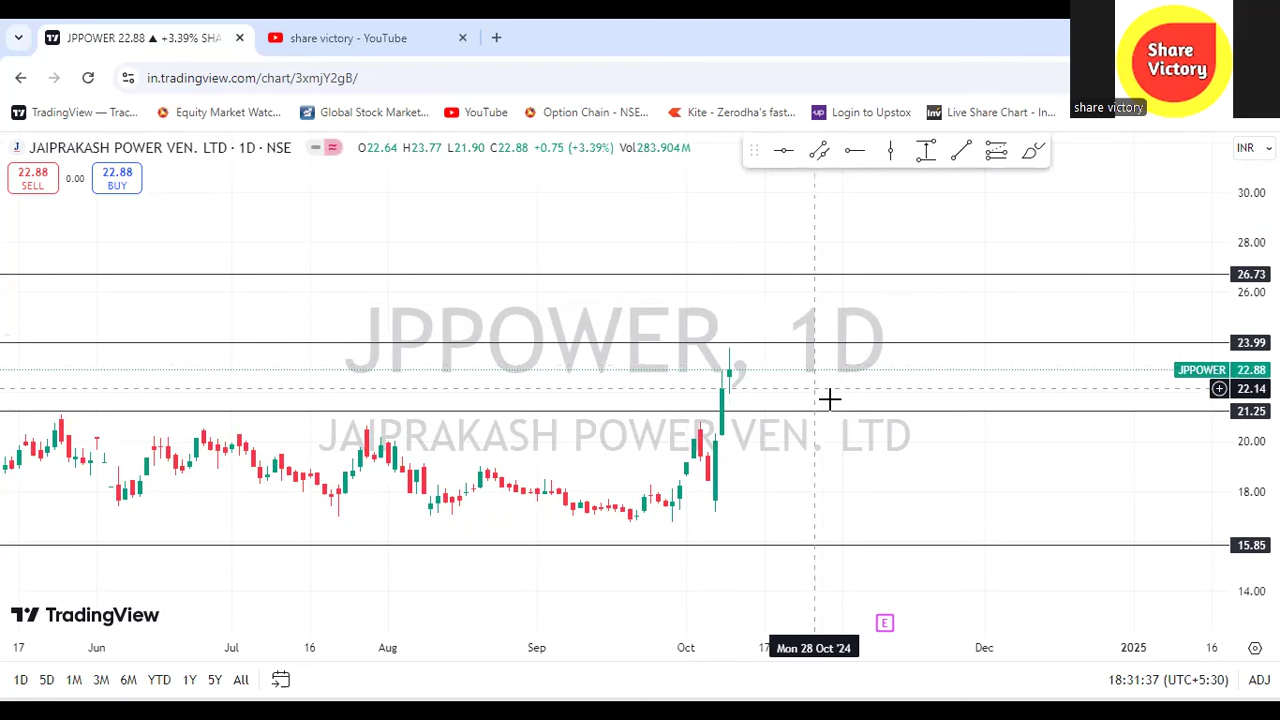 JPPOWER 22.88 ▲ +3.39% SHA
share victory - YouTube
in.tradingview.com/chart/3xmjY2gB/
TradingView — Trac...
Equity Market Watc...
Global Stock Market...
YouTube
Option Chain - NSE...
Kite - Zerodha's fast...
Login to Upstox
Inv
Live Share Chart - In...
Share
Victory
share victory
J JAIPRAKASH POWER VEN. LTD · 1D · NSE
O22.64 H23.77 L21.90 C22.88 +0.75 (+3.39%) Vol283.904M
INR
22.88
SELL
0.00
22.88
BUY
30.00
28.00
26.73
26.00
23.99
JPPOWER 22.88
22.14
21.25
20.00
18.00
15.85
14.00
JPPOWER, 1D
JAIPRAKASH POWER VEN. LTD
TradingView
E
17 Jun Jul 16 Aug Sep Oct 17 Mon 28 Oct '24 Dec 2025 16
1D 5D 1M 3M 6M YTD 1Y 5Y All
18:31:37 (UTC+5:30) ADJ